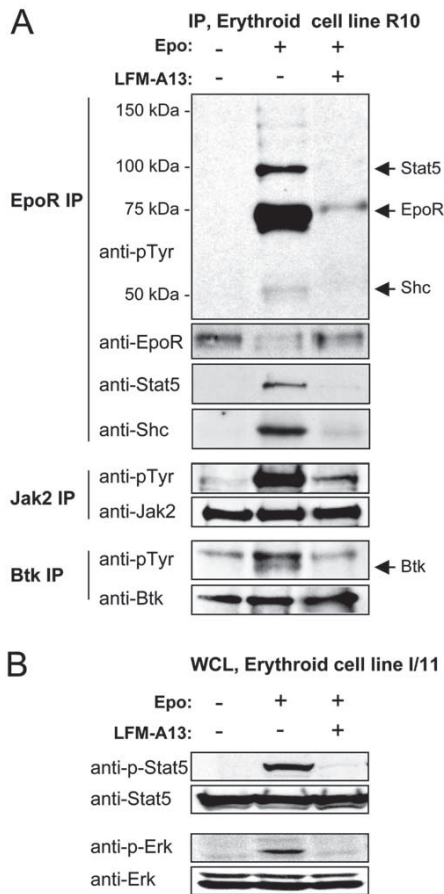 A
IP, Erythroid cell line R10
Epo: - + +
LFM-A13: - - +
150 kDa -
100 kDa - Stat5
EpoR IP
75 kDa - EpoR
anti-pTyr
50 kDa - Shc
anti-EpoR
anti-Stat5
anti-Shc
Jak2 IP
anti-pTyr
anti-Jak2
Btk IP
anti-pTyr Btk
anti-Btk
B
WCL, Erythroid cell line I/11
Epo: - + +
LFM-A13: - - +
anti-p-Stat5
anti-Stat5
anti-p-Erk
anti-Erk